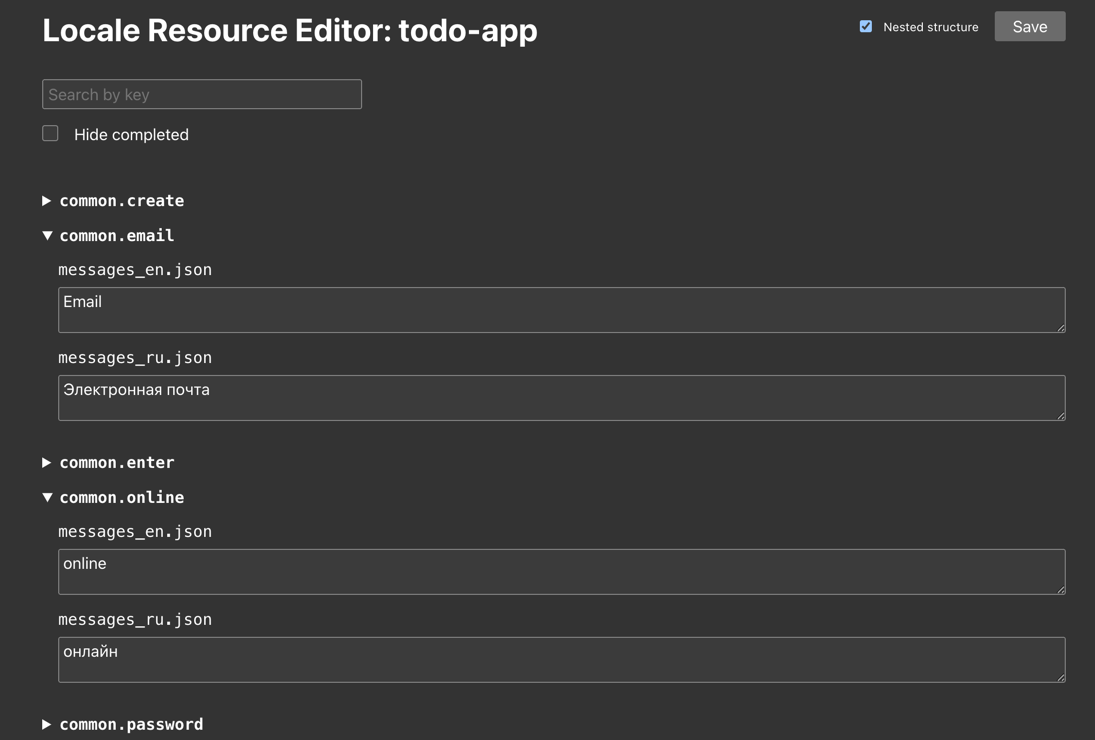 Locale Resource Editor: todo-app
Nested structure
Save
Search by key
Hide completed
common.create
common.email
messages_en.json
Email
messages_ru.json
Электронная почта
common.enter
common.online
messages_en.json
online
messages_ru.json
онлайн
common.password